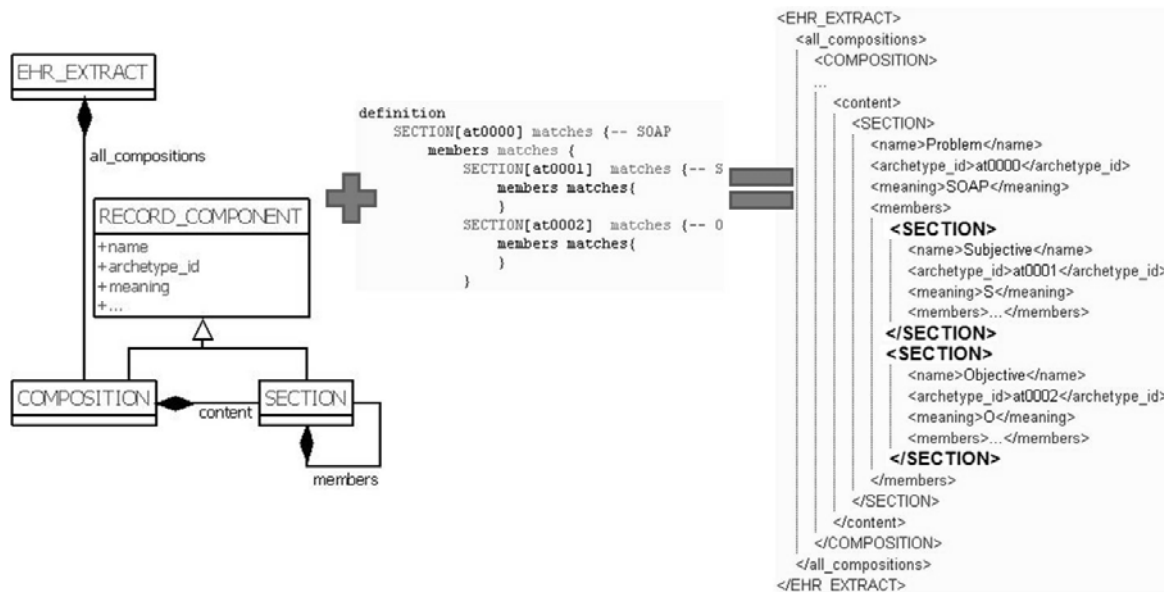 EHR_EXTRACT
all_compositions
RECORD_COMPONENT
+name
+archetype_id
+meaning
+...
COMPOSITION
content
SECTION
members
definition
SECTION[at0000] matches {-- SOAP
members matches {
SECTION[at0001] matches {-- S
members matches{
}
SECTION[at0002] matches {-- O
members matches{
}
}
<EHR_EXTRACT>
<all_compositions>
<COMPOSITION>
...
<content>
<SECTION>
<name>Problem</name>
<archetype_id>at0000</archetype_id>
<meaning>SOAP</meaning>
<members>
<SECTION>
<name>Subjective</name>
<archetype_id>at0001</archetype_id>
<meaning>S</meaning>
<members>...</members>
</SECTION>
<SECTION>
<name>Objective</name>
<archetype_id>at0002</archetype_id>
<meaning>O</meaning>
<members>...</members>
</SECTION>
</members>
</SECTION>
</content>
</COMPOSITION>
</all_compositions>
</EHR_EXTRACT>